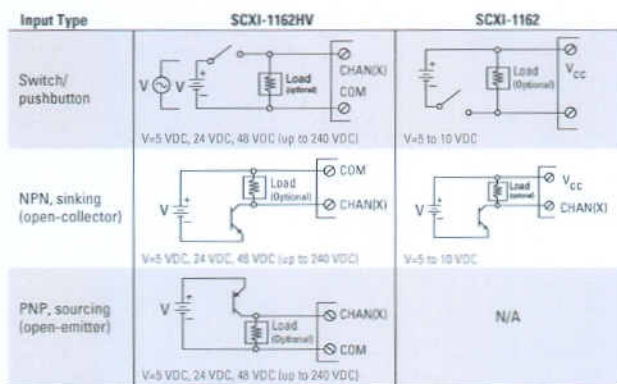 Input Type SCXI-1162HV SCXI-1162
Switch/
pushbutton
V V
Load
(optional)
CHAN(X)
COM
V=5 VDC, 24 VDC, 48 VDC (up to 240 VDC)
Load
(Optional)
VCC
V=5 to 10 VDC
NPN, sinking
(open-collector)
V
Load
(Optional)
COM
CHAN(X)
V=5 VDC, 24 VDC, 48 VDC (up to 240 VDC)
V
Load
(optional)
VCC
CHAN(X)
V=5 to 10 VDC
PNP, sourcing
(open-emitter)
V
Load
(Optional)
CHAN(X)
COM
V=5 VDC, 24 VDC, 48 VDC (up to 240 VDC)
N/A